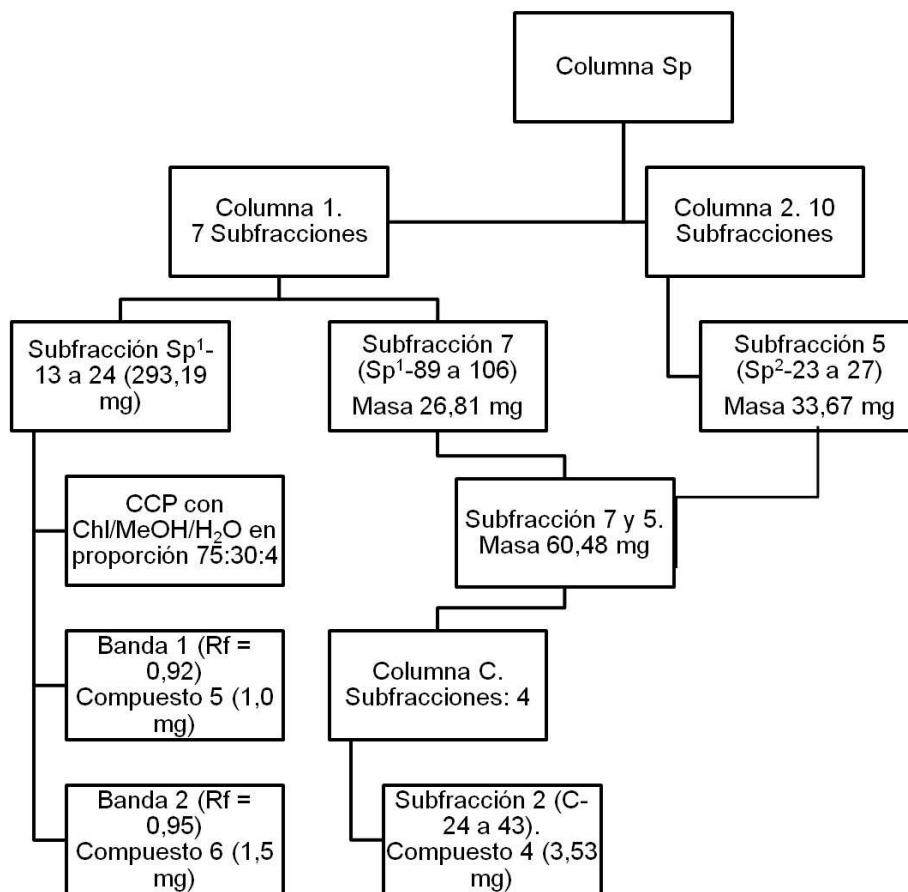 Columna Sp
Columna 1.
7 Subfracciones
Columna 2. 10
Subfracciones
Subfracción Sp¹-
13 a 24 (293,19
mg)
Subfracción 7
(Sp¹-89 a 106)
Masa 26,81 mg
Subfracción 5
(Sp²-23 a 27)
Masa 33,67 mg
CCP con
Chl/MeOH/H₂O en
proporción 75:30:4
Subfracción 7 y 5.
Masa 60,48 mg
Banda 1 (Rf =
0,92)
Compuesto 5 (1,0
mg)
Columna C.
Subfracciones: 4
Banda 2 (Rf =
0,95)
Compuesto 6 (1,5
mg)
Subfracción 2 (C-
24 a 43).
Compuesto 4 (3,53
mg)